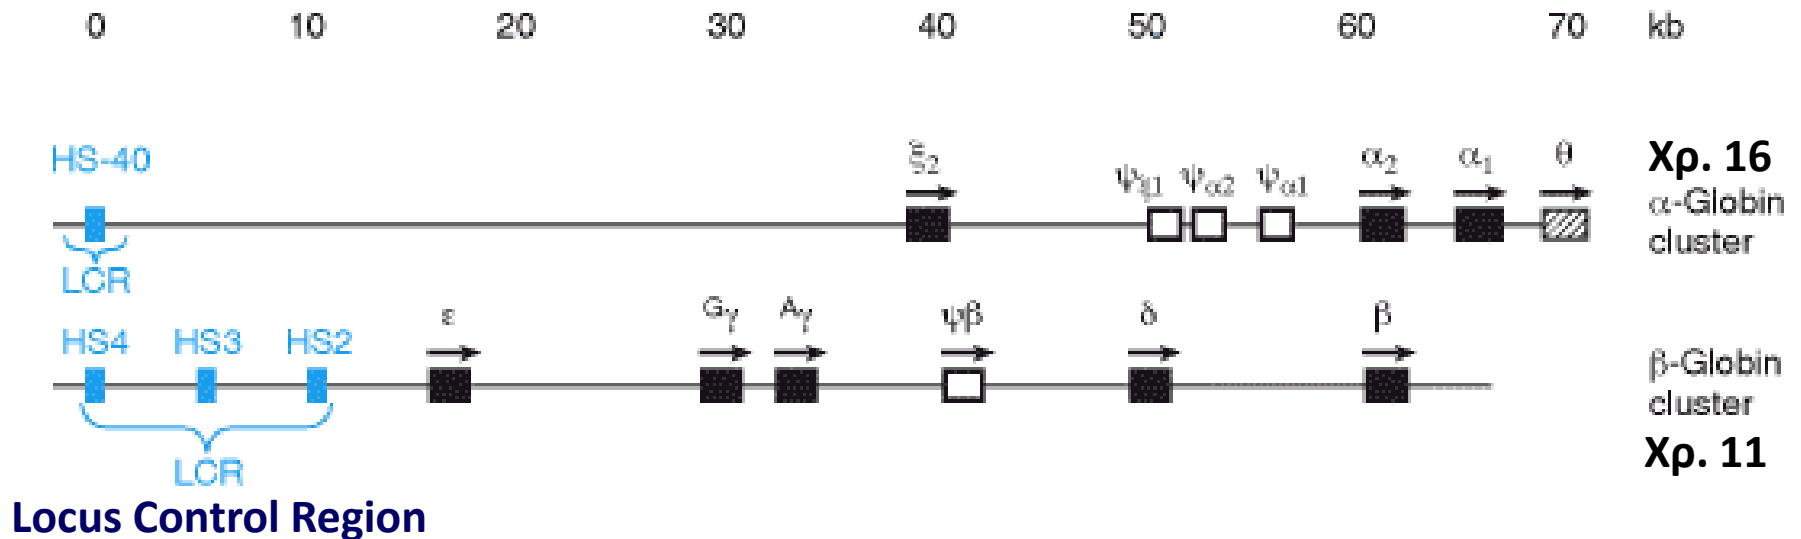 0 10 20 30 40 50 60 70 kb
HS-40 ξ2 ψξ1 ψα2 ψα1 α2 α1 θ Χρ. 16
α-Globin
cluster
LCR
HS4 HS3 HS2 ε Gγ Aγ ψβ δ β
β-Globin
cluster
LCR
Χρ. 11
Locus Control Region